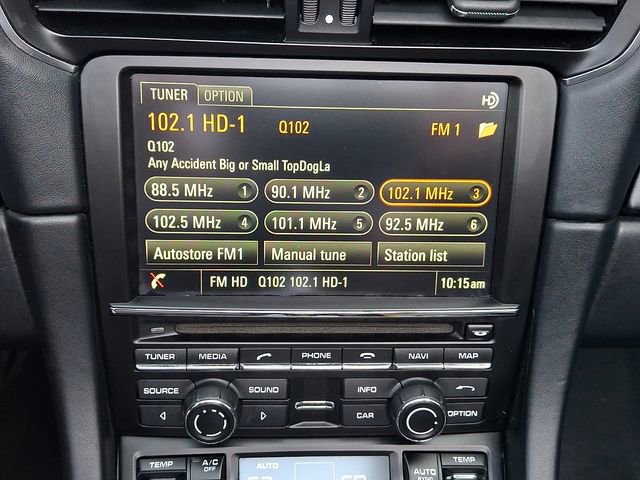 TUNER OPTION HD
102.1 HD-1 Q102 FM 1
Q102
Any Accident Big or Small TopDogLa
88.5 MHz 1 90.1 MHz 2 102.1 MHz 3
102.5 MHz 4 101.1 MHz 5 92.5 MHz 6
Autostore FM1 Manual tune Station list
FM HD Q102 102.1 HD-1 10:15am
TUNER MEDIA PHONE NAVI MAP
SOURCE SOUND INFO
CAR OPTION
TEMP A/C OFF AUTO AUTO SYNC TEMP